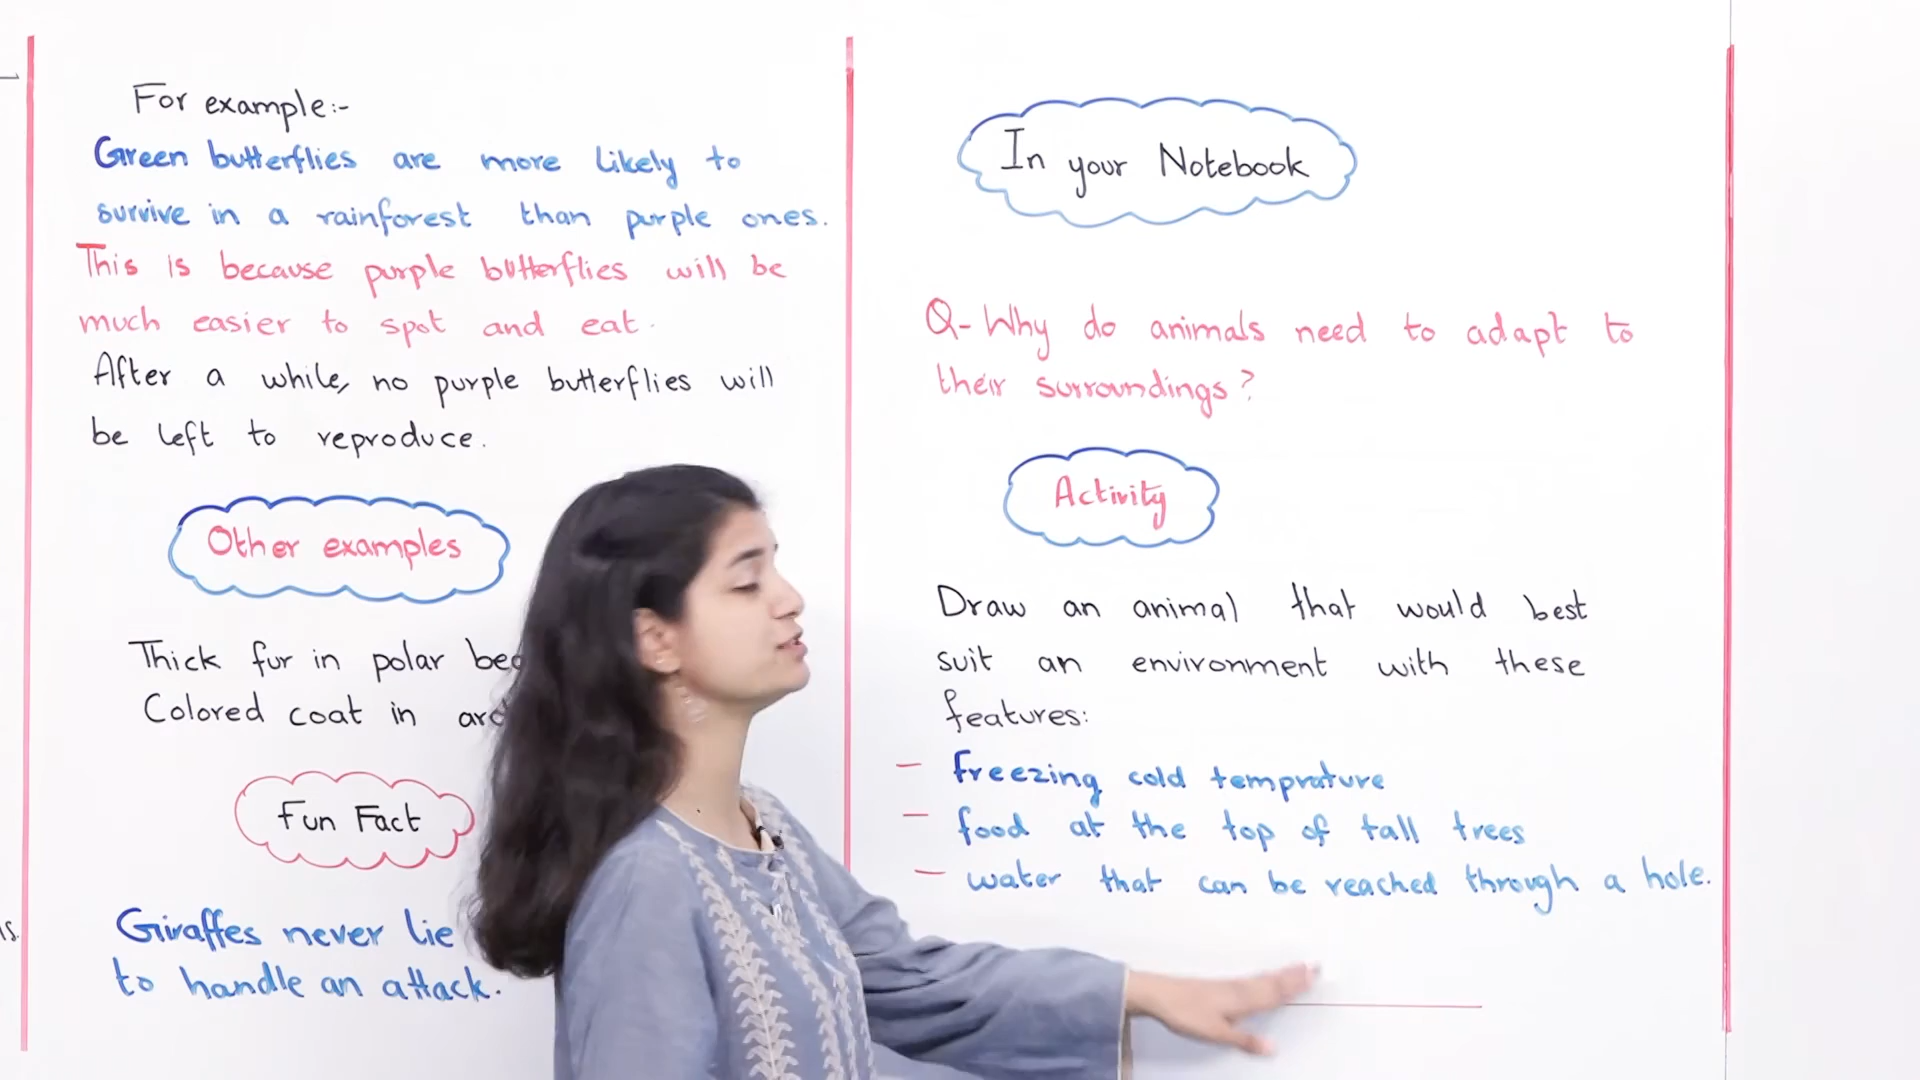 For example:-
Green butterflies are more likely to
survive in a rainforest than purple ones.
This is because purple butterflies will be
much easier to spot and eat.
After a while, no purple butterflies will
be left to reproduce.
Other examples
Thick fur in polar
Colored coat in
Fun Fact
Giraffes never lie
to handle an attack.
In your Notebook
Q- Why do animals need to adapt to
their surroundings?
Activity
Draw an animal that would best
suit an environment with these
features:
- freezing cold temprature
- food at the top of tall trees
- water that can be reached through a hole.